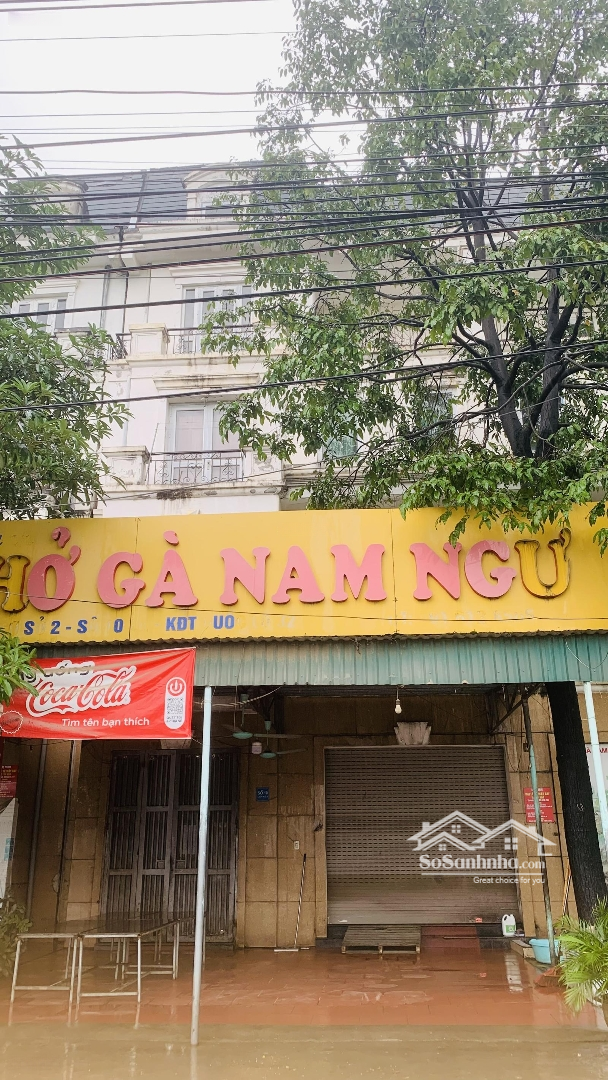 HỞ GÀ NAM NGƯ
S 2-S 0 KĐT UO
Coca-Cola
Tìm tên bạn thích
SoSanhnha.com
Great choice for you